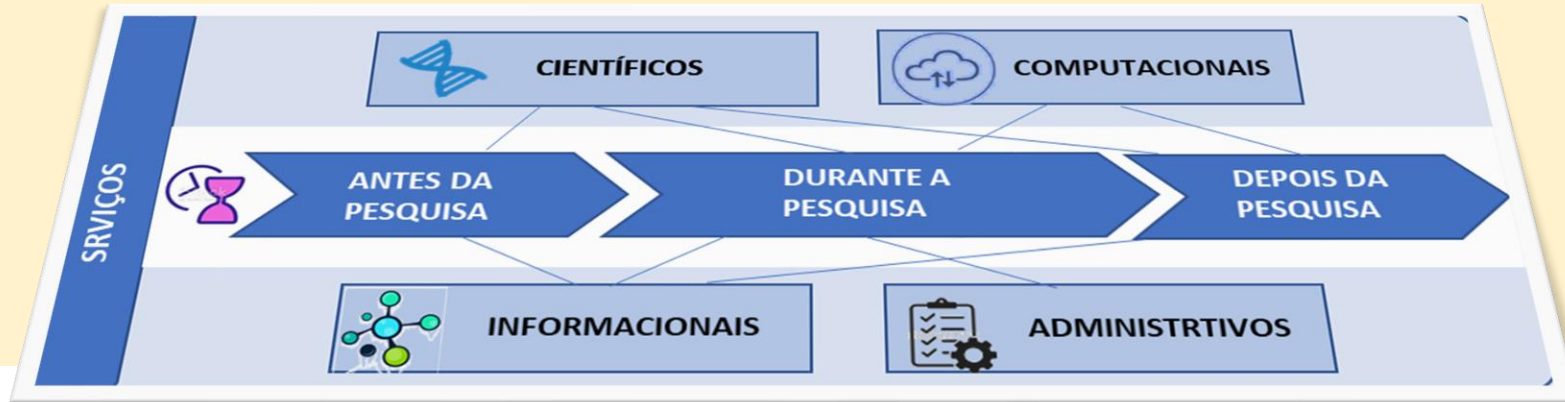 SRVIÇOS
CIENTÍFICOS
COMPUTACIONAIS
ANTES DA
PESQUISA
DURANTE A
PESQUISA
DEPOIS DA
PESQUISA
INFORMACIONAIS
ADMINISTRTIVOS